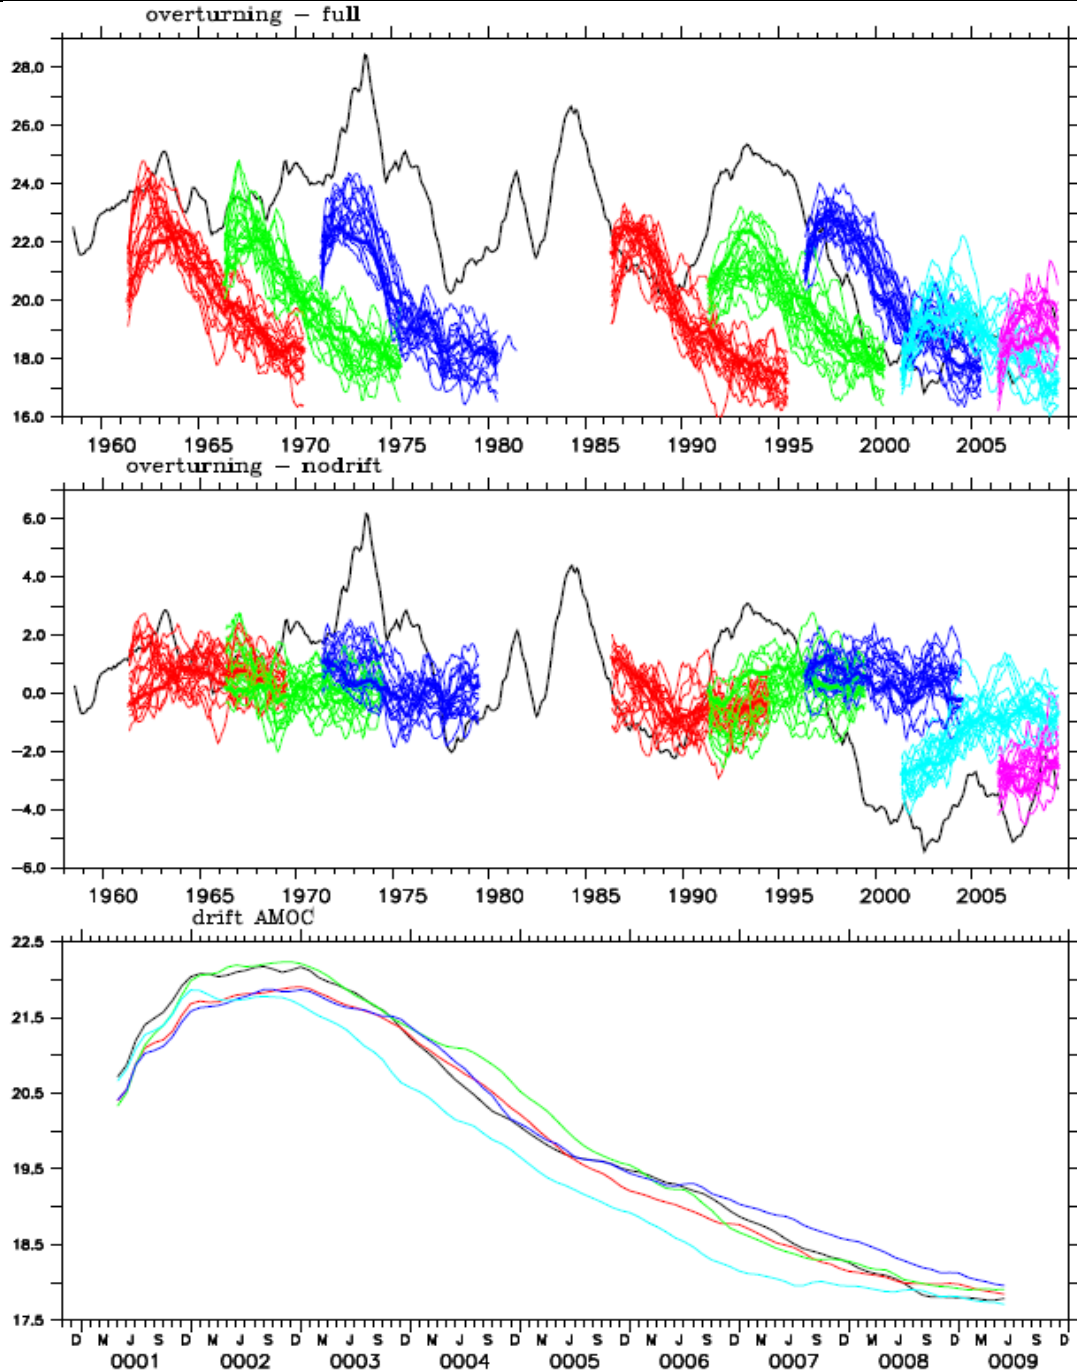 overturning – full
28.0
26.0
24.0
22.0
20.0
18.0
16.0
1960 1965 1970 1975 1980 1985 1990 1995 2000 2005
overturning – nodrift
6.0
4.0
2.0
0.0
−2.0
−4.0
−6.0
1960 1965 1970 1975 1980 1985 1990 1995 2000 2005
drift AMOC
22.5
21.5
20.5
19.5
18.5
17.5
D M J S D M J S D M J S D M J S D M J S D M J S D M J S D M J S D M J S D
0001 0002 0003 0004 0005 0006 0007 0008 0009